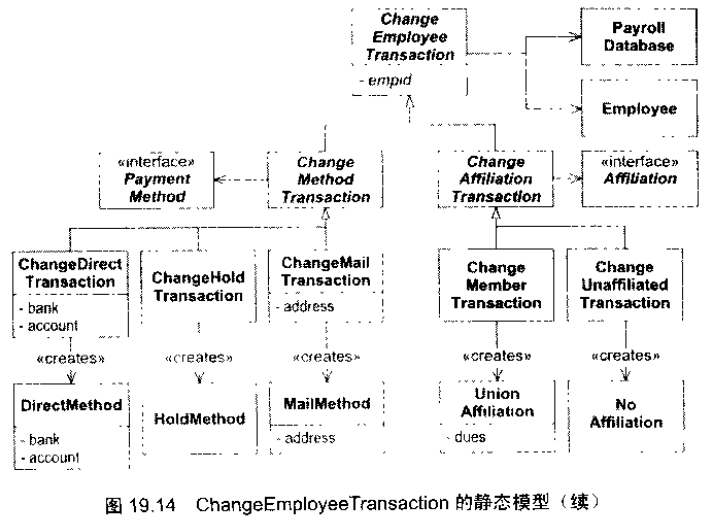 Change
Employee
Transaction
- empid
Payroll
Database
Employee
«interface»
Payment
Method
Change
Method
Transaction
Change
Affiliation
Transaction
«interface»
Affiliation
ChangeDirect
Transaction
- bank
- account
ChangeHold
Transaction
ChangeMail
Transaction
- address
Change
Member
Transaction
Change
Unaffiliated
Transaction
«creates»
«creates»
«creates»
«creates»
«creates»
DirectMethod
- bank
- account
HoldMethod
MailMethod
- address
Union
Affiliation
- dues
No
Affiliation
图 19.14 ChangeEmployeeTransaction 的静态模型（续）